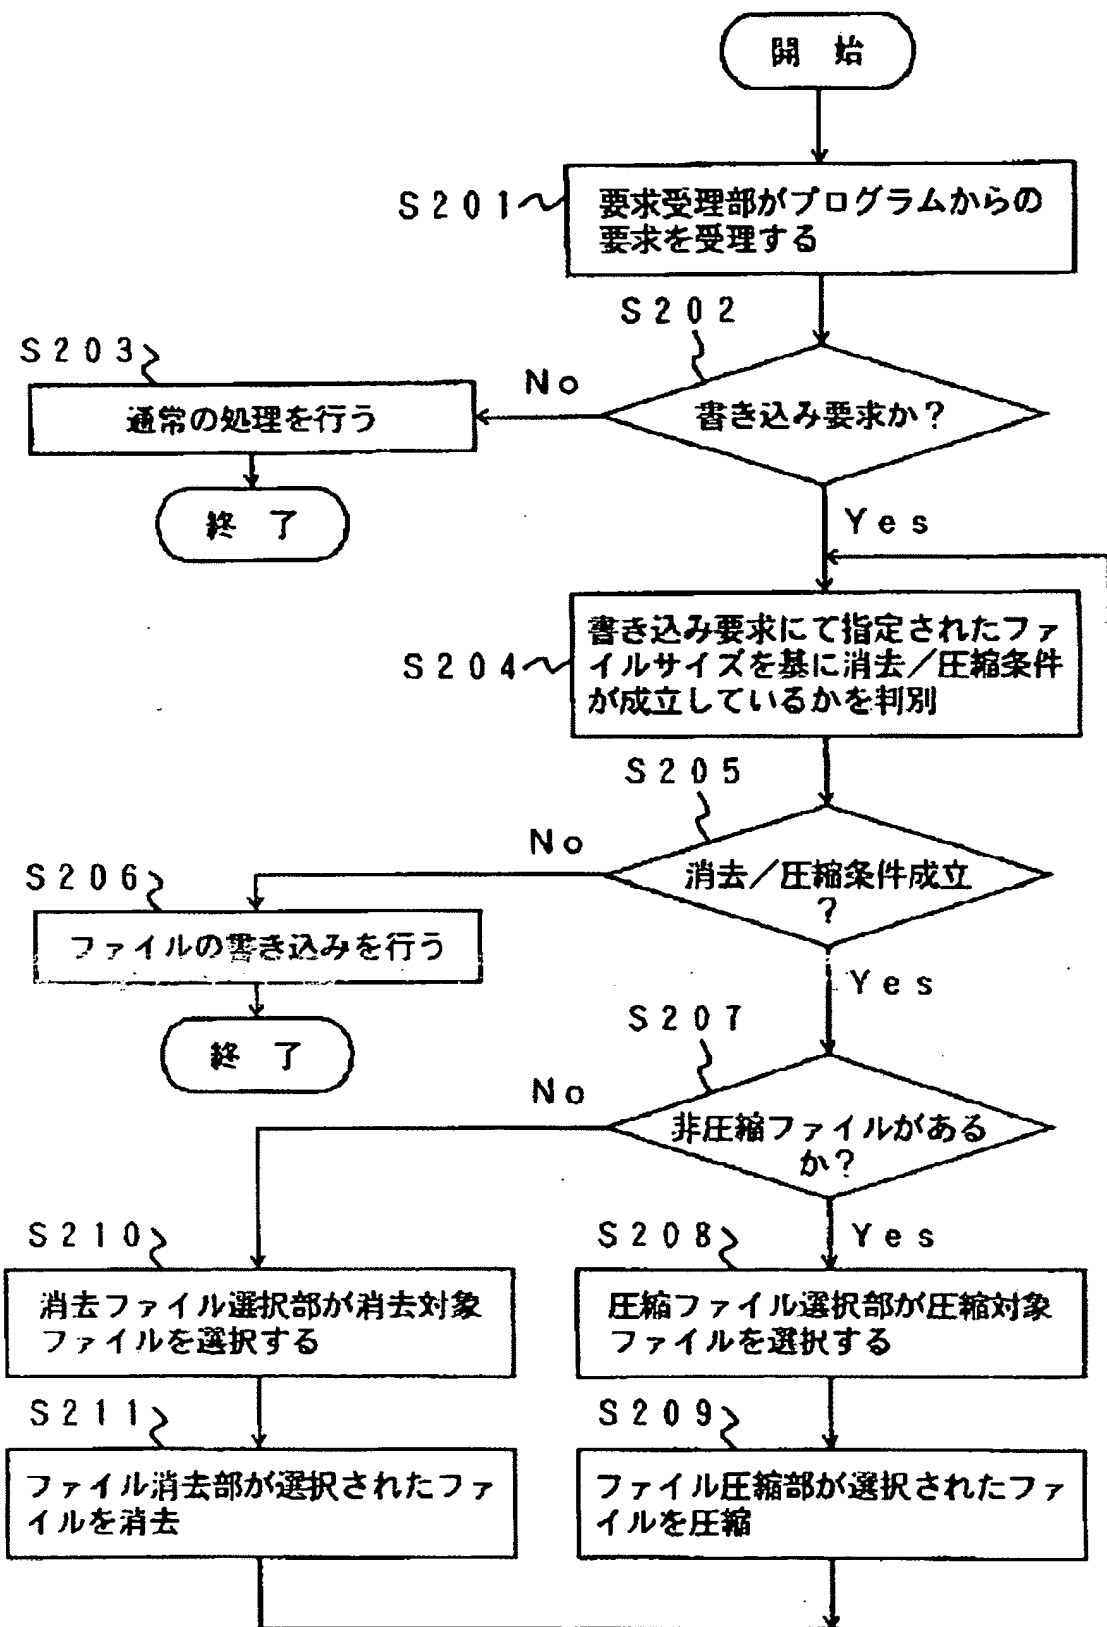 開 始
S201
要求受理部がプログラムからの
要求を受理する
S202
S203
No
書き込み要求か？
通常の処理を行う
終 了
Yes
S204
書き込み要求にて指定されたファ
イルサイズを基に消去／圧縮条件
が成立しているかを判別
S205
No
消去／圧縮条件成立
？
S206
ファイルの書き込みを行う
Yes
終 了
S207
No
非圧縮ファイルがある
か？
S210
S208
Yes
消去ファイル選択部が消去対象
ファイルを選択する
圧縮ファイル選択部が圧縮対象
ファイルを選択する
S211
S209
ファイル消去部が選択されたファ
イルを消去
ファイル圧縮部が選択されたファ
イルを圧縮